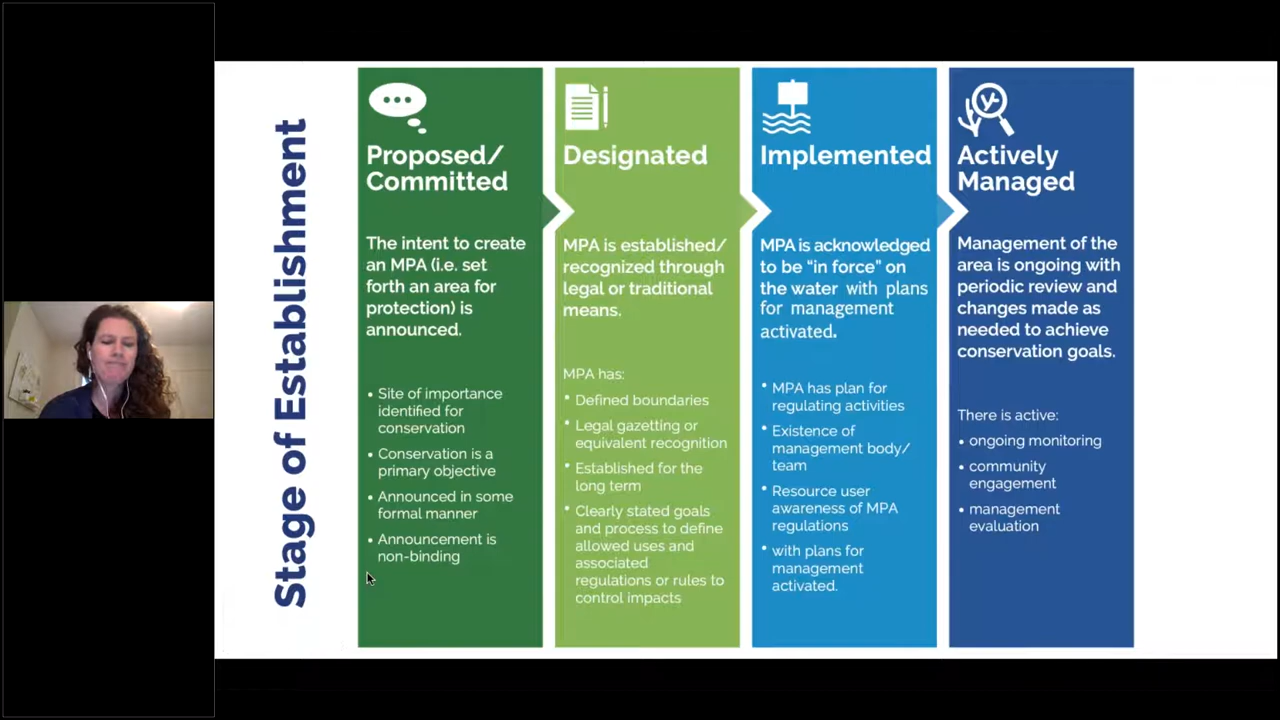 Stage of Establishment
Proposed/
Committed
The intent to create
an MPA (i.e. set
forth an area for
protection) is
announced.
• Site of importance
identified for
conservation
• Conservation is a
primary objective
• Announced in some
formal manner
• Announcement is
non-binding
Designated
MPA is established/
recognized through
legal or traditional
means.
MPA has:
• Defined boundaries
• Legal gazetting or
equivalent recognition
• Established for the
long term
• Clearly stated goals
and process to define
allowed uses and
associated
regulations or rules to
control impacts
Implemented
MPA is acknowledged
to be “in force” on
the water with plans
for management
activated.
• MPA has plan for
regulating activities
• Existence of
management body/
team
• Resource user
awareness of MPA
regulations
• with plans for
management
activated.
Actively
Managed
Management of the
area is ongoing with
periodic review and
changes made as
needed to achieve
conservation goals.
There is active:
• ongoing monitoring
• community
engagement
• management
evaluation